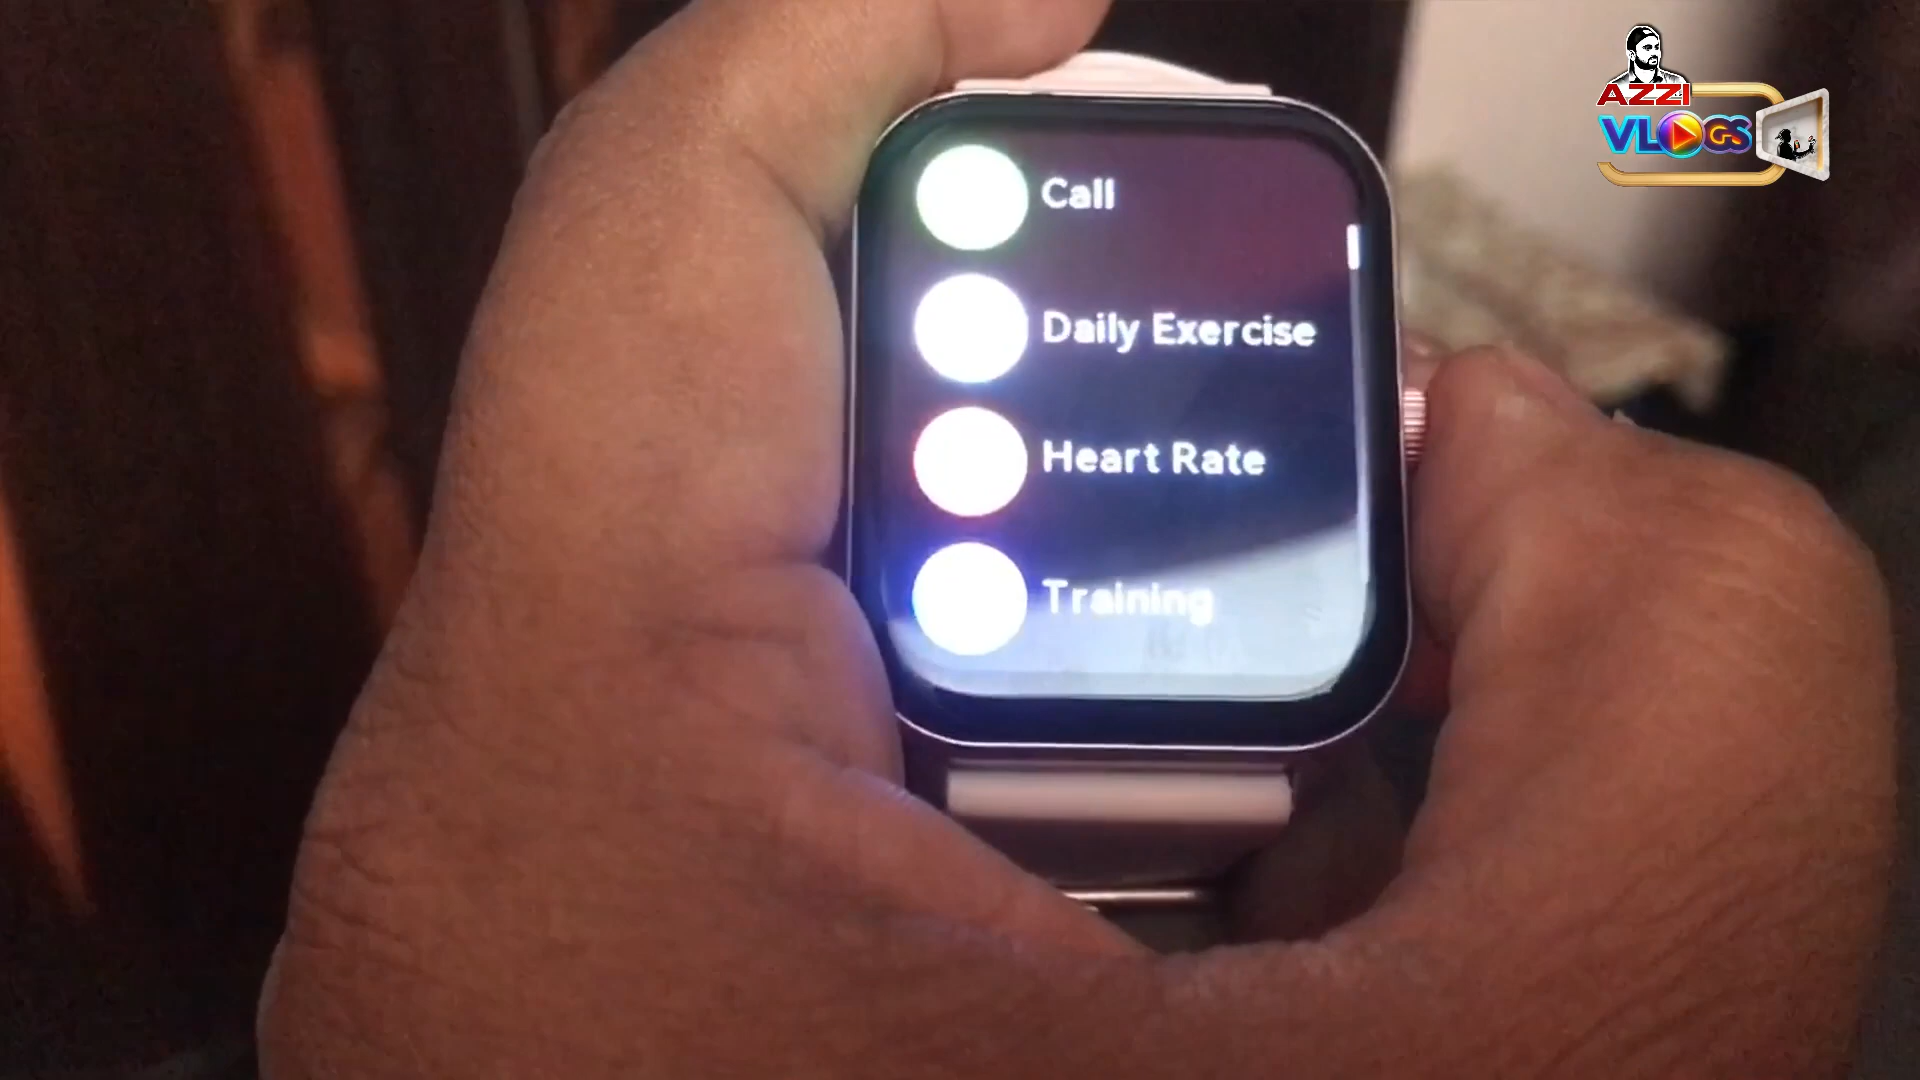 AZZI
VLOGS
Call
Daily Exercise
Heart Rate
Training